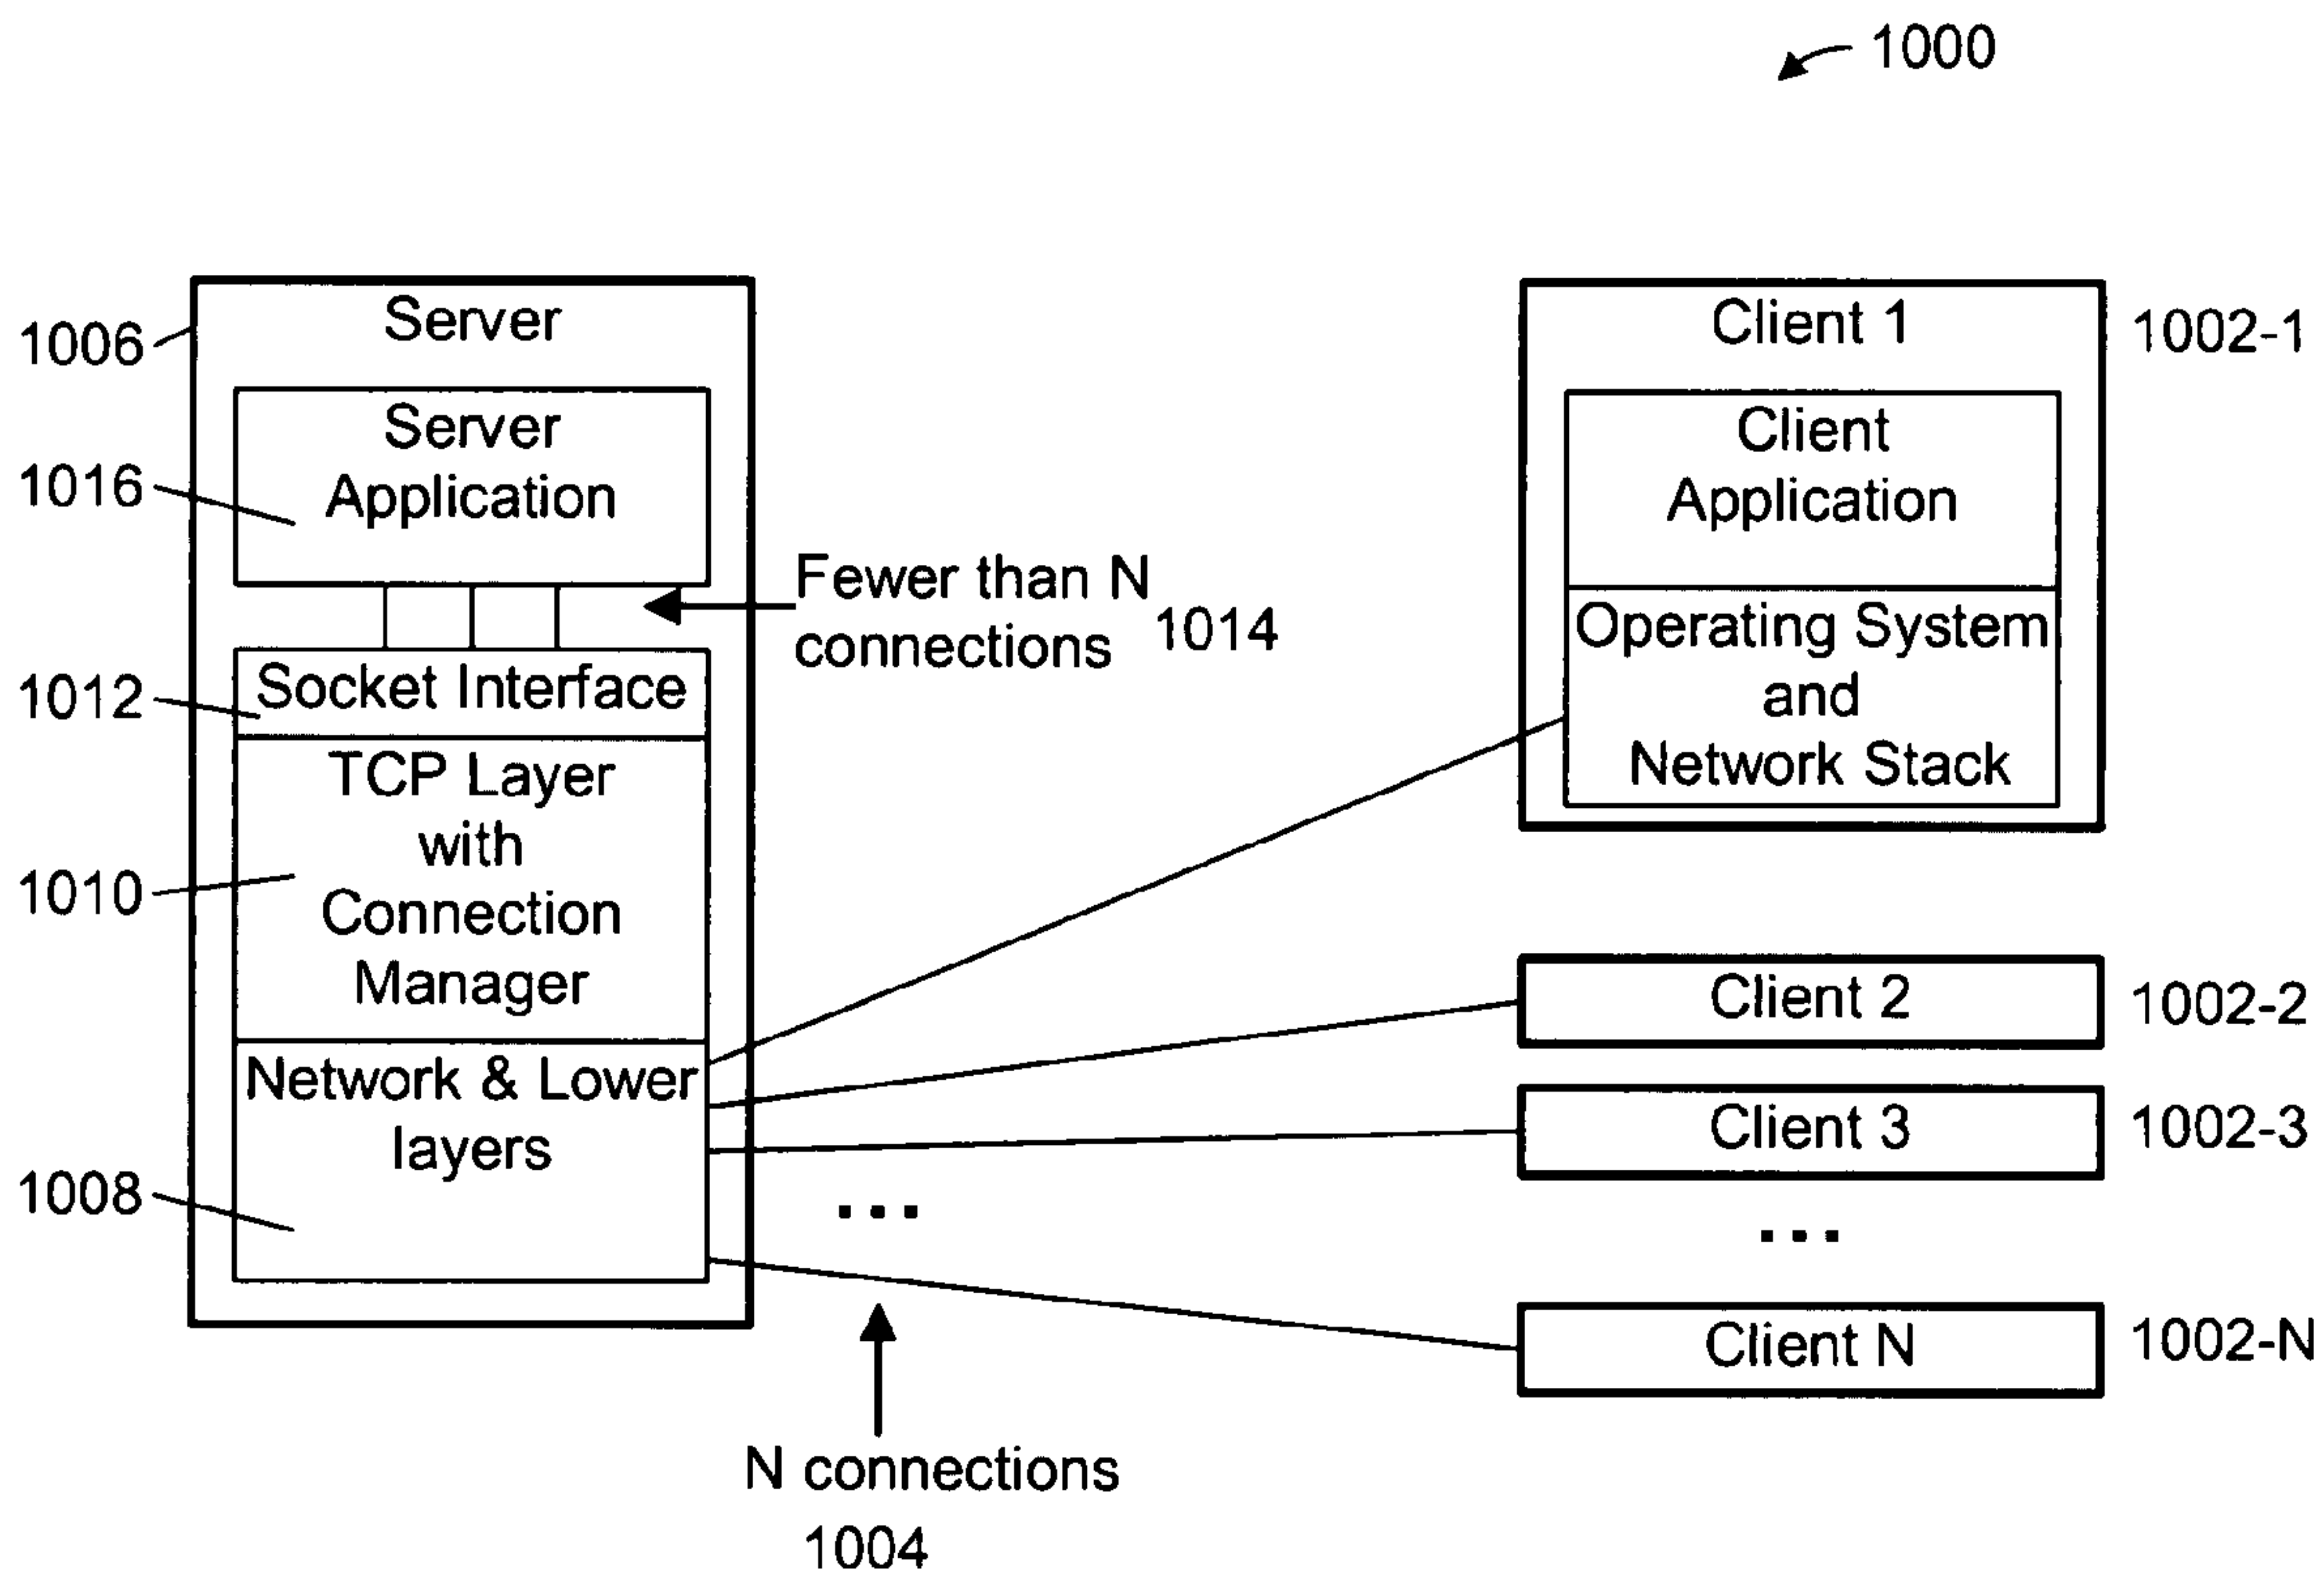 1000
Server
1006
Server
Application
1016
Fewer than N
connections
1014
Socket Interface
1012
TCP Layer
with
Connection
Manager
1010
Network & Lower
layers
1008
...
N connections
1004
Client 1
1002-1
Client
Application
Operating System
and
Network Stack
Client 2
1002-2
Client 3
1002-3
...
Client N
1002-N